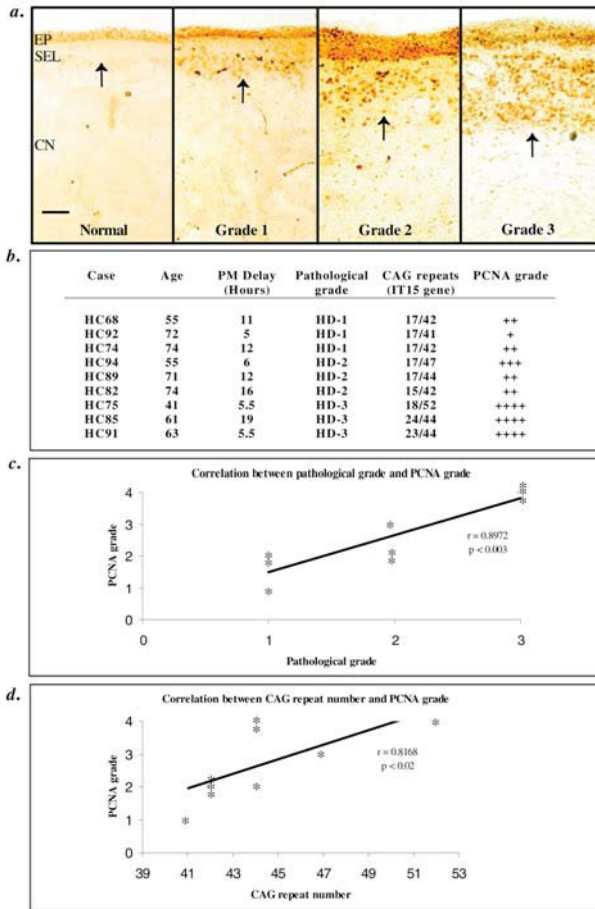 a.
EP
SEL
CN
Normal Grade 1 Grade 2 Grade 3
b.
Case Age PM Delay (Hours) Pathological grade CAG repeats (IT15 gene) PCNA grade
HC68 55 11 HD-1 17/42 ++
HC92 72 5 HD-1 17/41 +
HC74 74 12 HD-1 17/42 ++
HC94 55 6 HD-2 17/47 +++
HC89 71 12 HD-2 17/44 ++
HC82 74 16 HD-2 15/42 ++
HC75 41 5.5 HD-3 18/52 ++++
HC85 61 19 HD-3 24/44 ++++
HC91 63 5.5 HD-3 23/44 ++++
c.
Correlation between pathological grade and PCNA grade
PCNA grade
4
3
2
1
0
r = 0.8972
p < 0.003
0 1 2 3
Pathological grade
d.
Correlation between CAG repeat number and PCNA grade
PCNA grade
4
3
2
1
0
r = 0.8168
p < 0.02
39 41 43 45 47 49 51 53
CAG repeat number